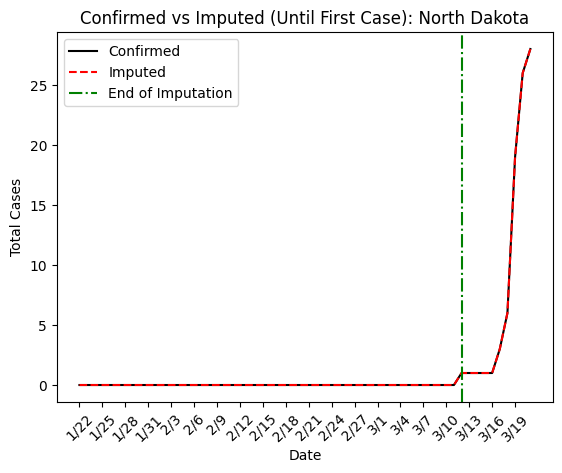 Confirmed vs Imputed (Until First Case): North Dakota
Confirmed
Imputed
End of Imputation
Total Cases
25
20
15
10
5
0
1/22 1/25 1/28 1/31 2/3 2/6 2/9 2/12 2/15 2/18 2/21 2/24 2/27 3/1 3/4 3/7 3/10 3/13 3/16 3/19
Date